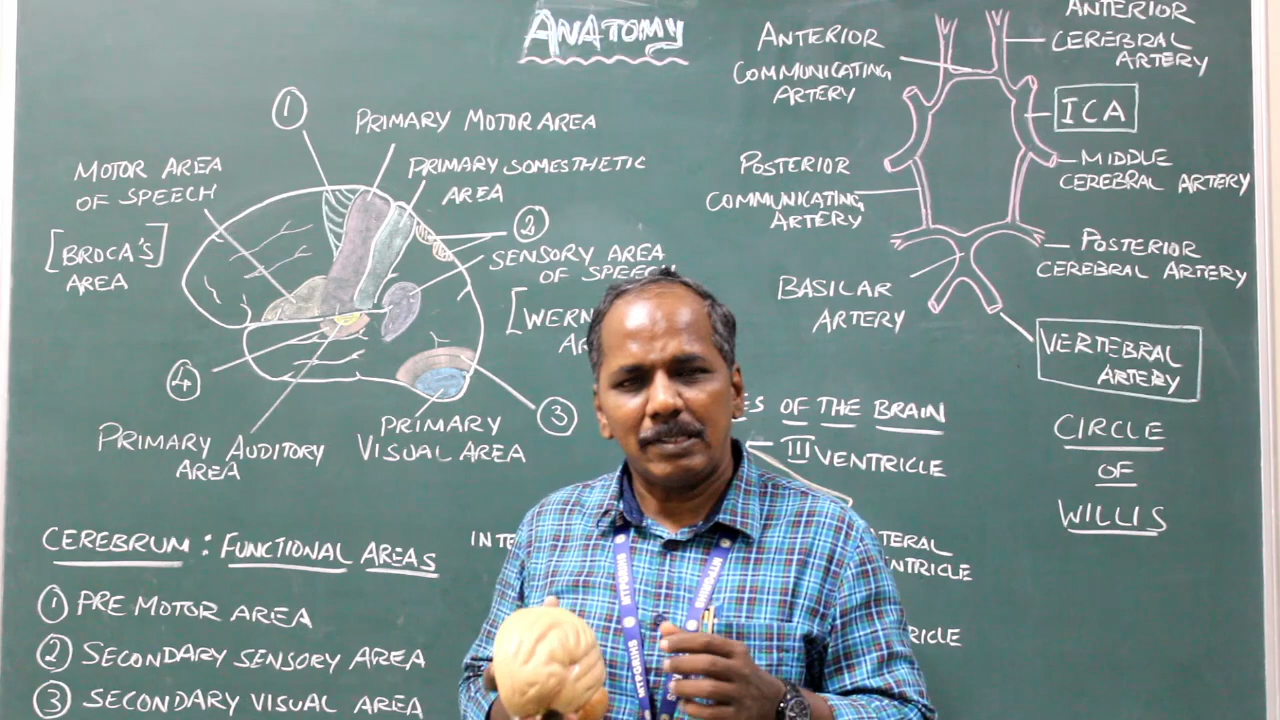 ANATOMY
①
PRIMARY MOTOR AREA
MOTOR AREA
OF SPEECH
[BROCA'S]
AREA
PRIMARY SOMESTHETIC
AREA
②
SENSORY AREA
OF SPEECH
[WERN
④
③
PRIMARY AUDITORY
AREA
PRIMARY
VISUAL AREA
CEREBRUM : FUNCTIONAL AREAS
① PRE MOTOR AREA
② SECONDARY SENSORY AREA
③ SECONDARY VISUAL AREA
ANTERIOR
COMMUNICATING
ARTERY
ANTERIOR
CEREBRAL
ARTERY
ICA
MIDDLE
CEREBRAL ARTERY
POSTERIOR
COMMUNICATING
ARTERY
POSTERIOR
CEREBRAL ARTERY
BASILAR
ARTERY
VERTEBRAL
ARTERY
CIRCLE
OF
WILLIS
OF THE BRAIN
III VENTRICLE
MTPGRIHS
MTPGRIHS